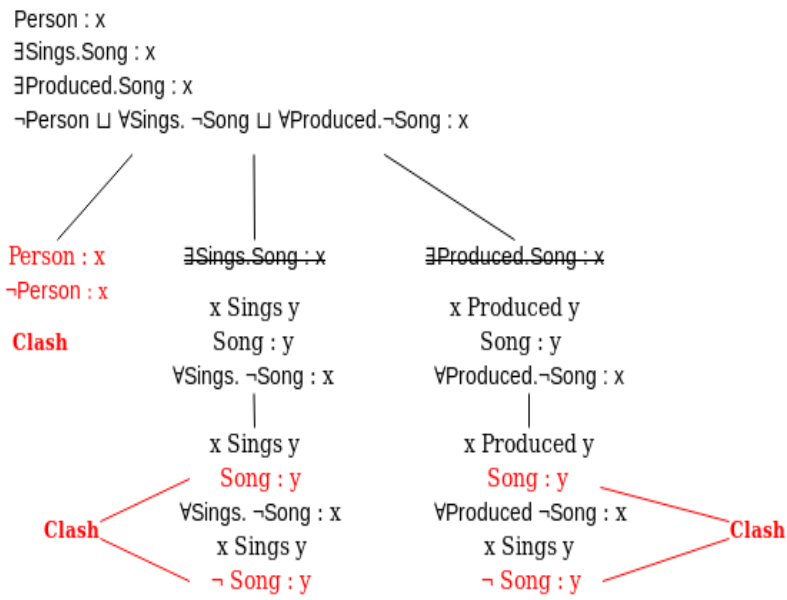 Person : x
∃Sings.Song : x
∃Produced.Song : x
¬Person ⊔ ∀Sings. ¬Song ⊔ ∀Produced.¬Song : x
Person : x
¬Person : x
Clash
∃Sings.Song : x
x Sings y
Song : y
∀Sings. ¬Song : x
x Sings y
Song : y
∀Sings. ¬Song : x
x Sings y
¬ Song : y
Clash
∃Produced.Song : x
x Produced y
Song : y
∀Produced.¬Song : x
x Produced y
Song : y
∀Produced ¬Song : x
x Sings y
¬ Song : y
Clash